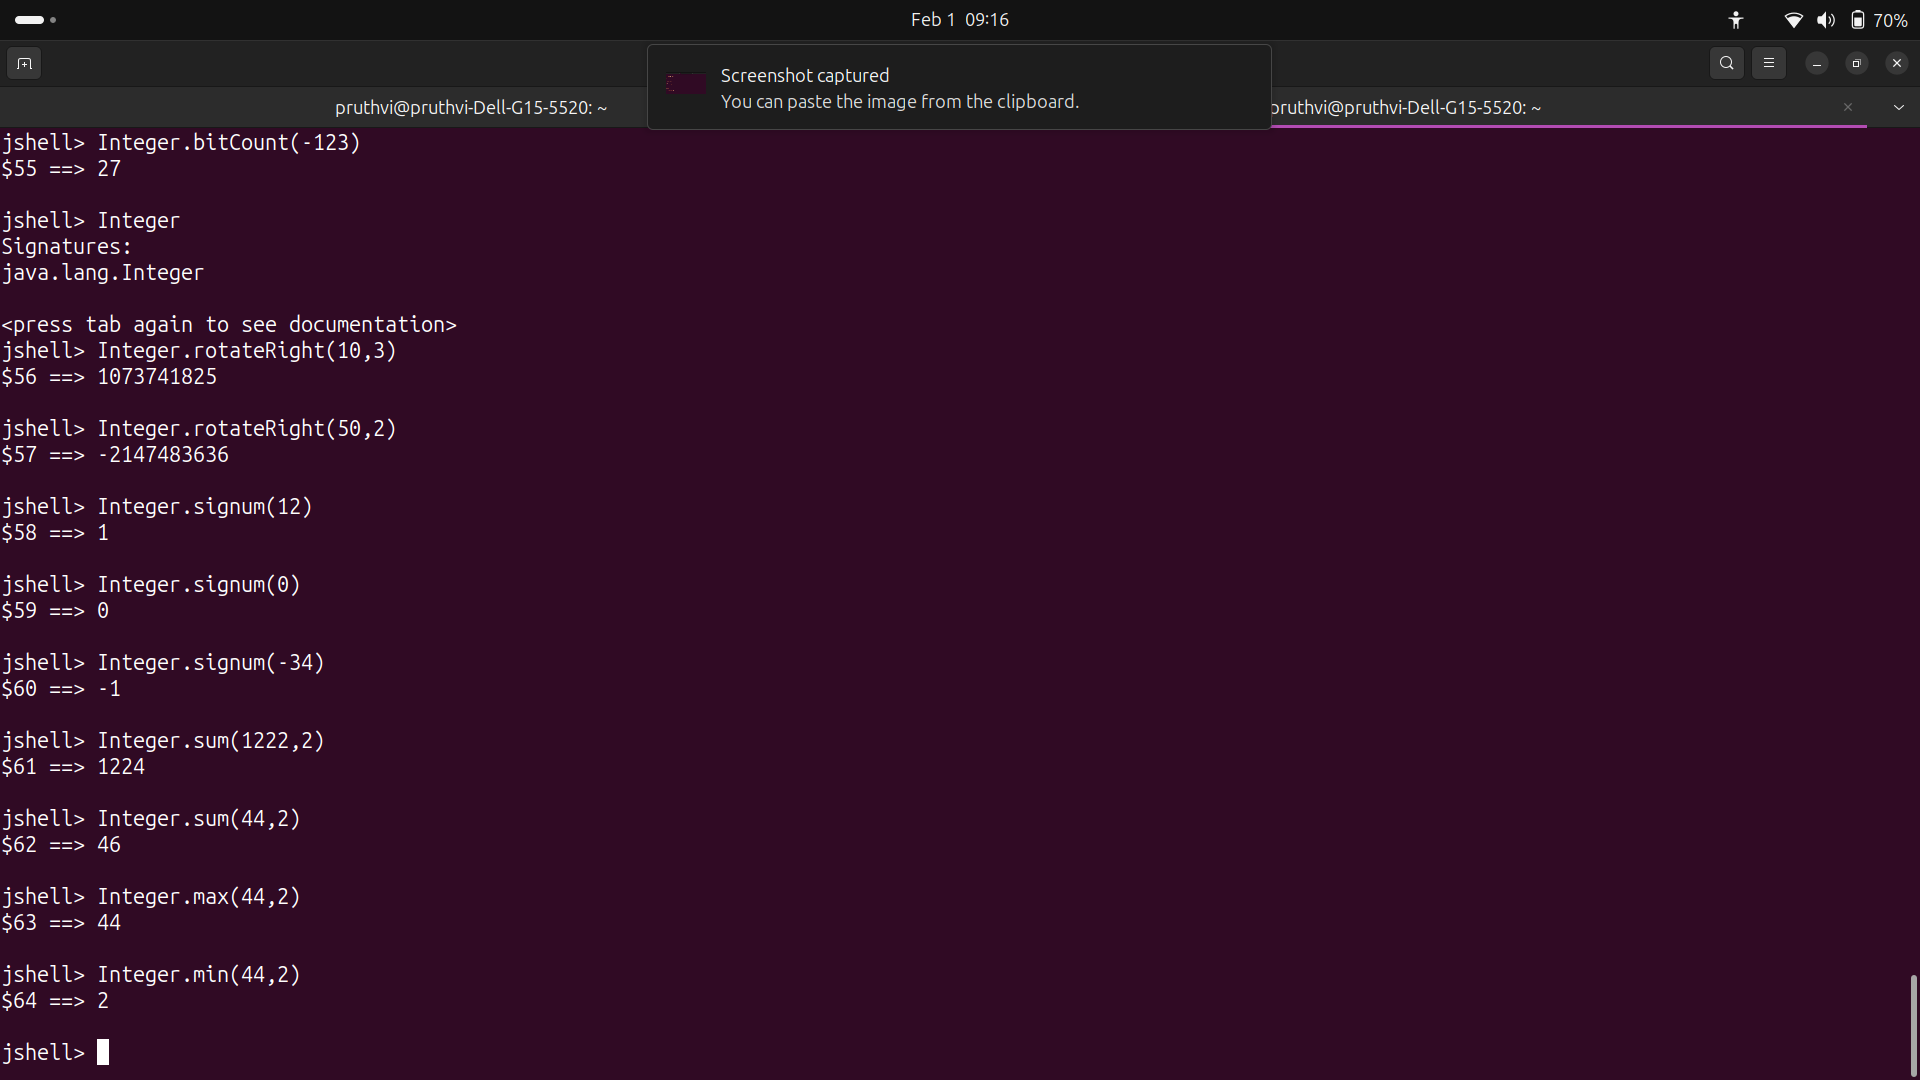 Feb 1 09:16
70%
Screenshot captured
You can paste the image from the clipboard.
pruthvi@pruthvi-Dell-G15-5520: ~
pruthvi@pruthvi-Dell-G15-5520: ~
jshell> Integer.bitCount(-123)
$55 ==> 27
jshell> Integer
Signatures:
java.lang.Integer
<press tab again to see documentation>
jshell> Integer.rotateRight(10,3)
$56 ==> 1073741825
jshell> Integer.rotateRight(50,2)
$57 ==> -2147483636
jshell> Integer.signum(12)
$58 ==> 1
jshell> Integer.signum(0)
$59 ==> 0
jshell> Integer.signum(-34)
$60 ==> -1
jshell> Integer.sum(1222,2)
$61 ==> 1224
jshell> Integer.sum(44,2)
$62 ==> 46
jshell> Integer.max(44,2)
$63 ==> 44
jshell> Integer.min(44,2)
$64 ==> 2
jshell>